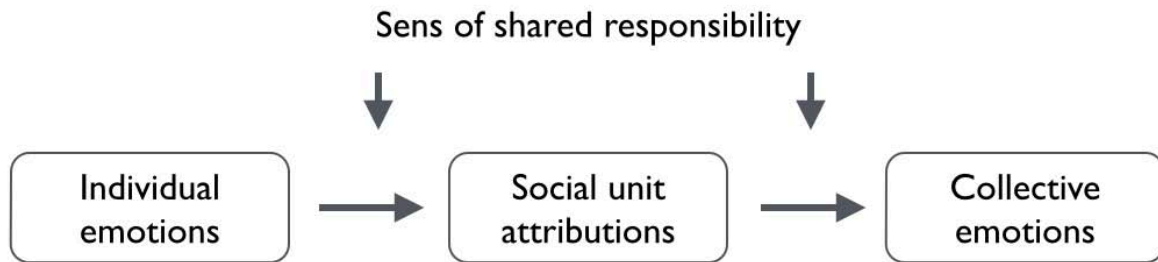 Sens of shared responsibility
Individual
emotions
Social unit
attributions
Collective
emotions